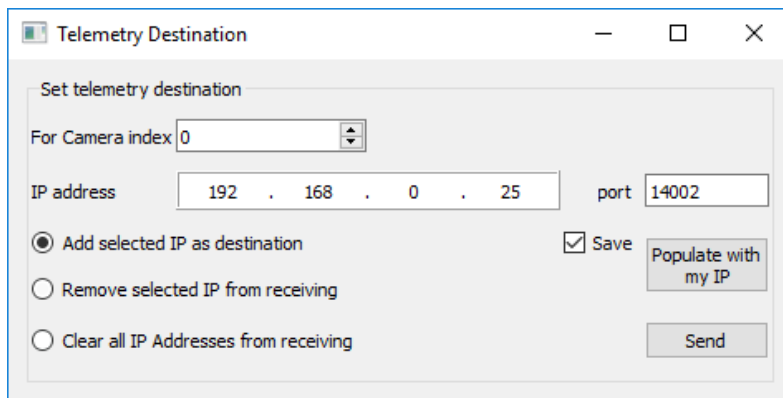 Telemetry Destination
Set telemetry destination
For Camera index 0
IP address 192 . 168 . 0 . 25 port 14002
Add selected IP as destination Save
Populate with
my IP
Remove selected IP from receiving
Clear all IP Addresses from receiving Send